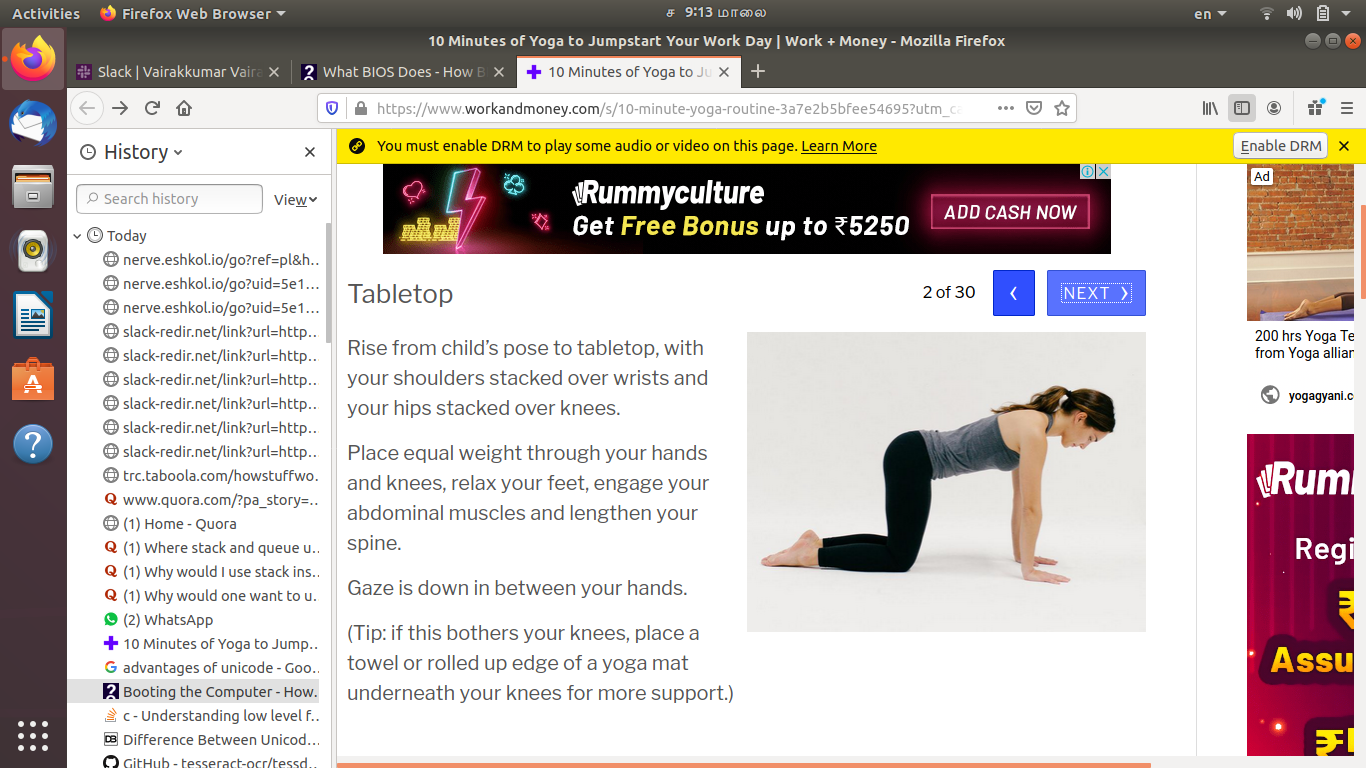 Activities
Firefox Web Browser
ச 9:13 மாலை
en
10 Minutes of Yoga to Jumpstart Your Work Day | Work + Money - Mozilla Firefox
Slack | Vairakkumar Vaira
What BIOS Does - How B
10 Minutes of Yoga to Ju
https://www.workandmoney.com/s/10-minute-yoga-routine-3a7e2b5bfee54695?utm_ca
History
You must enable DRM to play some audio or video on this page. Learn More
Enable DRM
Search history
View
Today
nerve.eshkol.io/go?ref=pl&h…
nerve.eshkol.io/go?uid=5e1…
nerve.eshkol.io/go?uid=5e1…
slack-redir.net/link?url=http…
slack-redir.net/link?url=http…
slack-redir.net/link?url=http…
slack-redir.net/link?url=http…
slack-redir.net/link?url=http…
slack-redir.net/link?url=http…
trc.taboola.com/howstuffwo…
www.quora.com/?pa_story=…
(1) Home - Quora
(1) Where stack and queue u…
(1) Why would I use stack ins…
(1) Why would one want to u…
(2) WhatsApp
10 Minutes of Yoga to Jump…
advantages of unicode - Goo…
Booting the Computer - How…
c - Understanding low level f…
Difference Between Unicod…
GitHub - tesseract-ocr/tessd…
Rummyculture
Get Free Bonus up to ₹5250
ADD CASH NOW
Tabletop
2 of 30
NEXT
Rise from child's pose to tabletop, with
your shoulders stacked over wrists and
your hips stacked over knees.
Place equal weight through your hands
and knees, relax your feet, engage your
abdominal muscles and lengthen your
spine.
Gaze is down in between your hands.
(Tip: if this bothers your knees, place a
towel or rolled up edge of a yoga mat
underneath your knees for more support.)
Ad
200 hrs Yoga Te
from Yoga allian
yogagyani.c
Rum
Regi
₹
Assu
₹